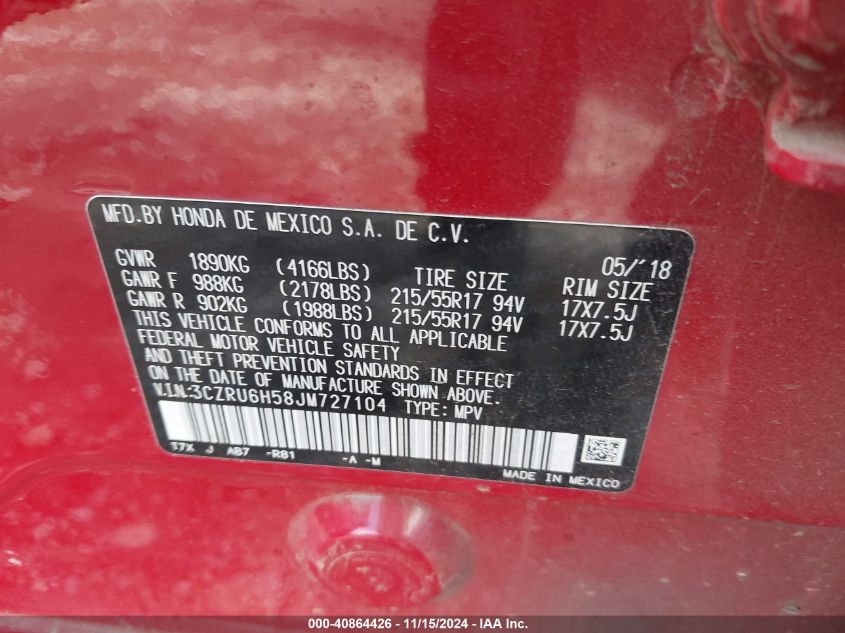 MFD.BY HONDA DE MEXICO S.A. DE C.V.
05/'18
GVWR 1890KG (4166LBS) TIRE SIZE RIM SIZE
GAWR F 988KG (2178LBS) 215/55R17 94V 17X7.5J
GAWR R 902KG (1988LBS) 215/55R17 94V 17X7.5J
THIS VEHICLE CONFORMS TO ALL APPLICABLE
FEDERAL MOTOR VEHICLE SAFETY
AND THEFT PREVENTION STANDARDS IN EFFECT
ON THE DATE OF MANUFACTURE SHOWN ABOVE.
V.I.N:3CZRU6H58JM727104 TYPE: MPV
T7X J AB7 -R81 -A -M
MADE IN MEXICO
000-40864426 - 11/15/2024 - IAA Inc.